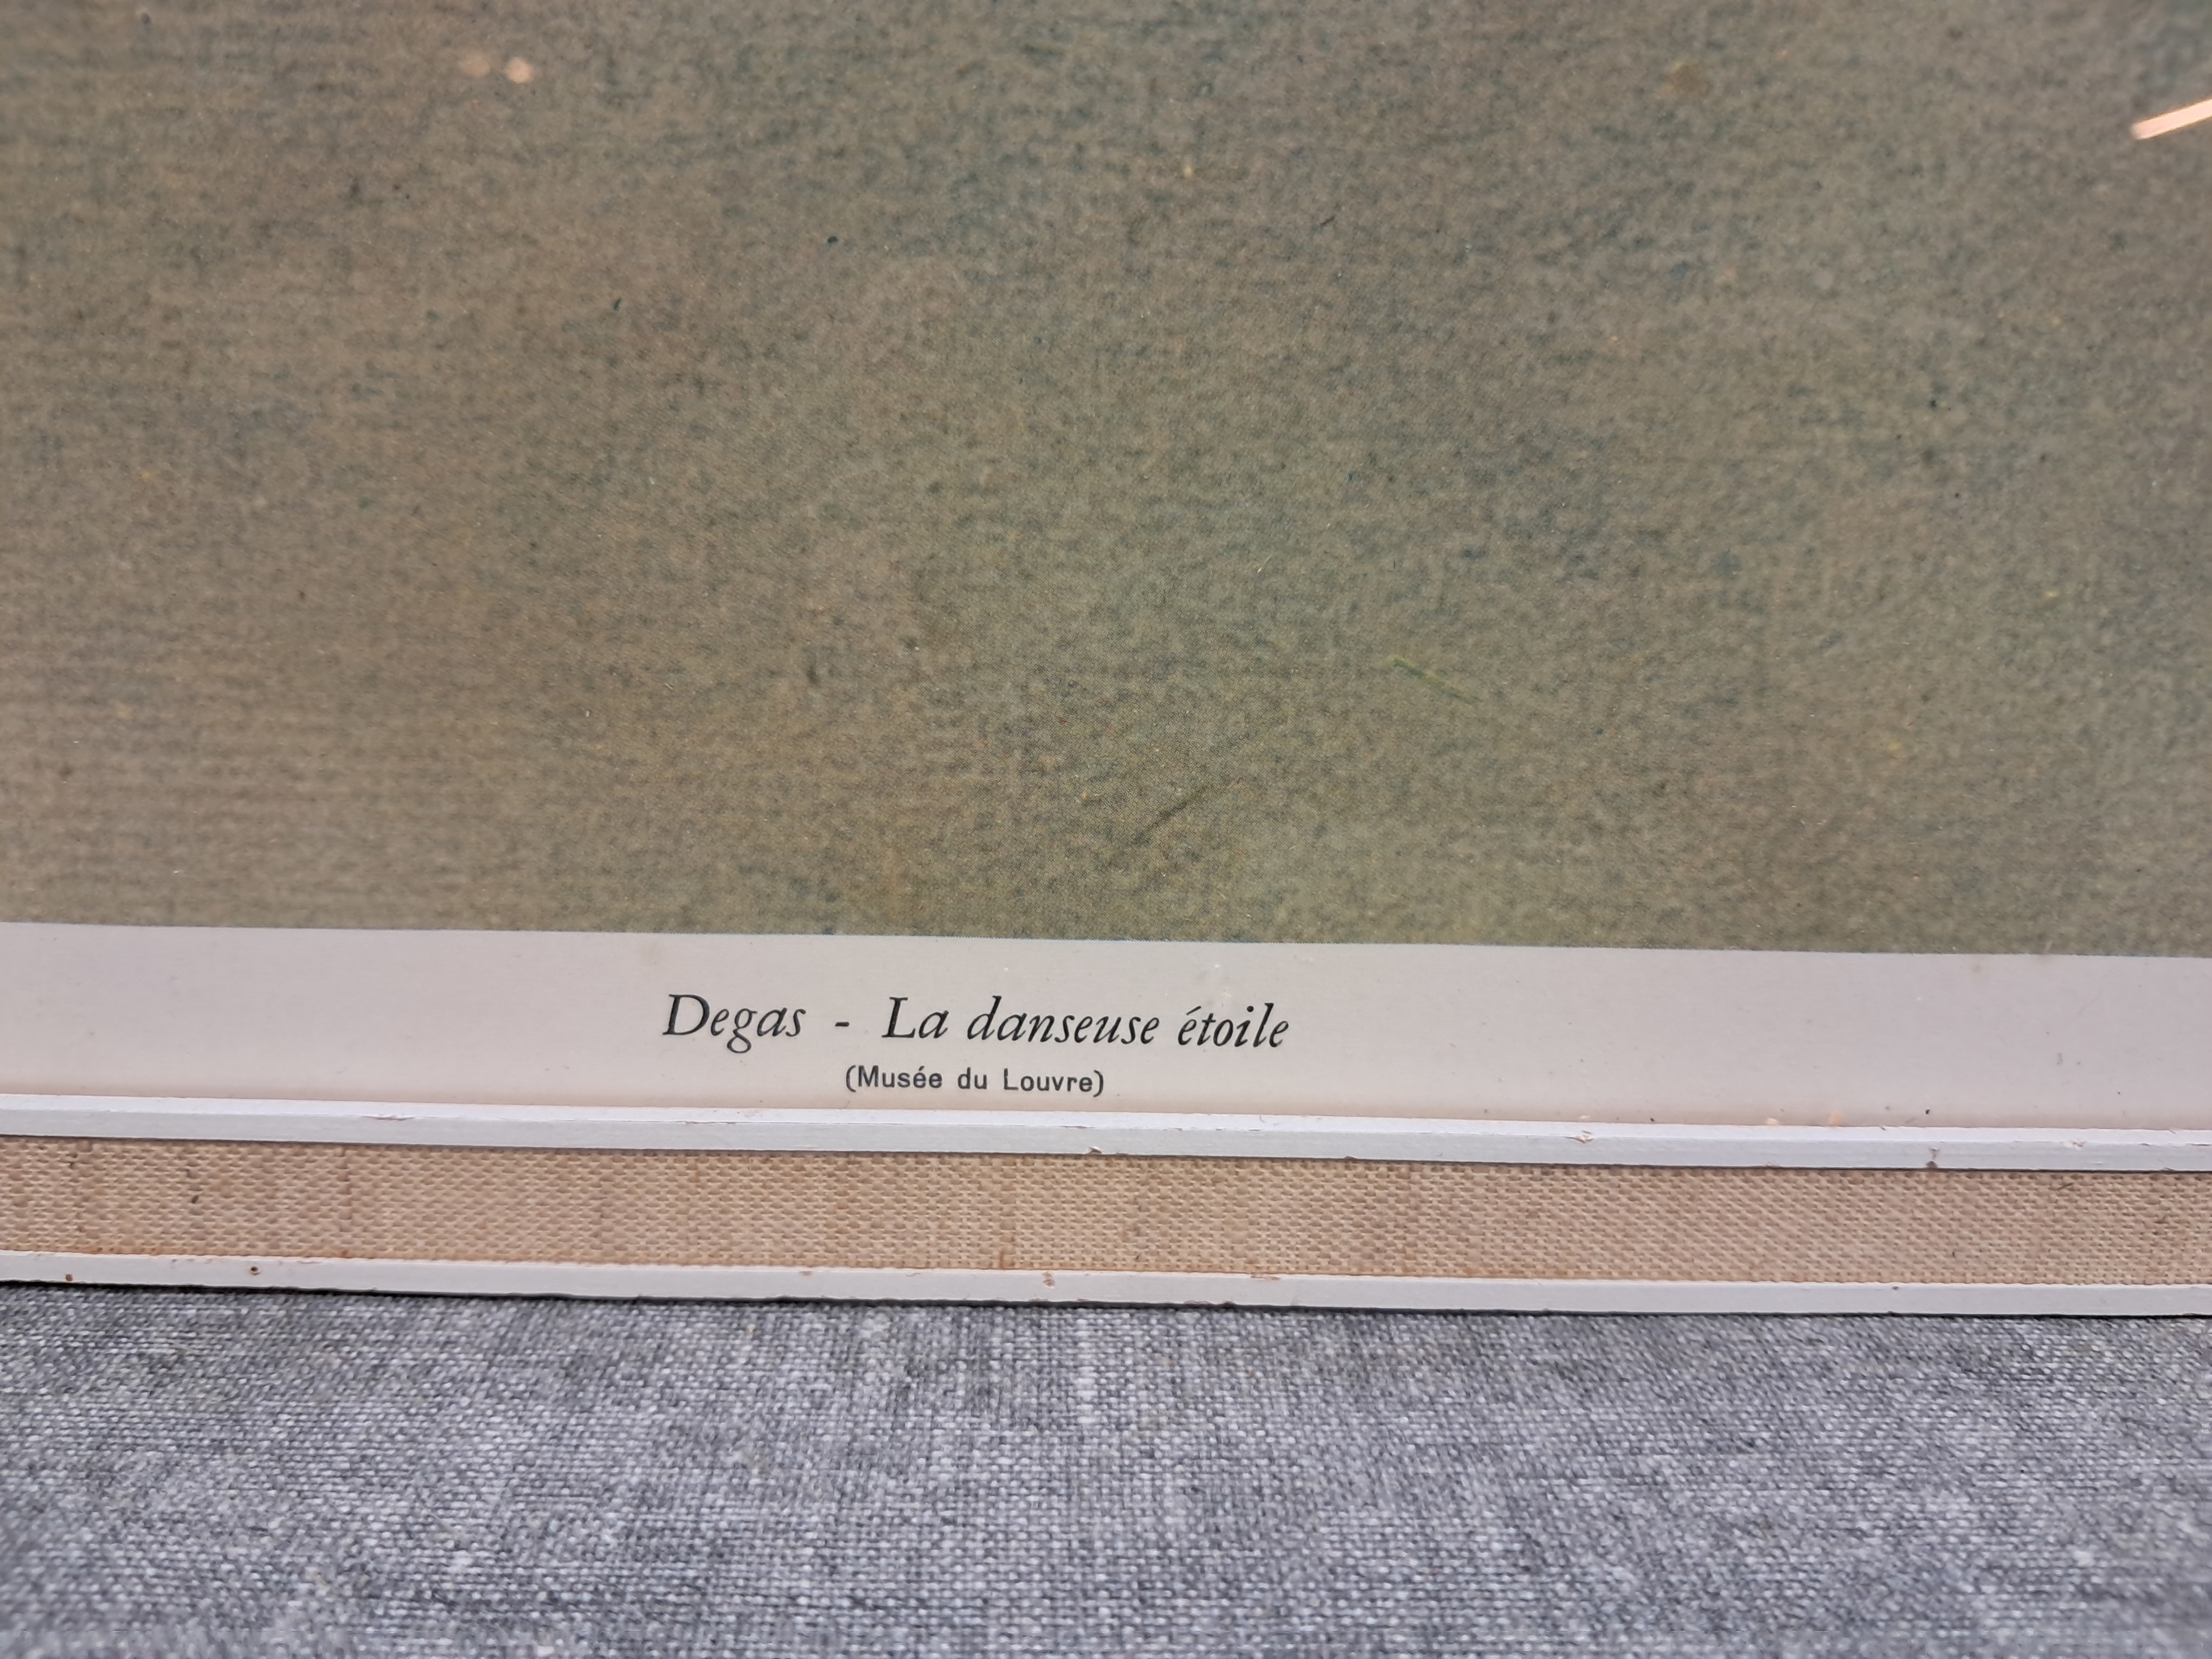 Degas - La danseuse étoile
(Musée du Louvre)